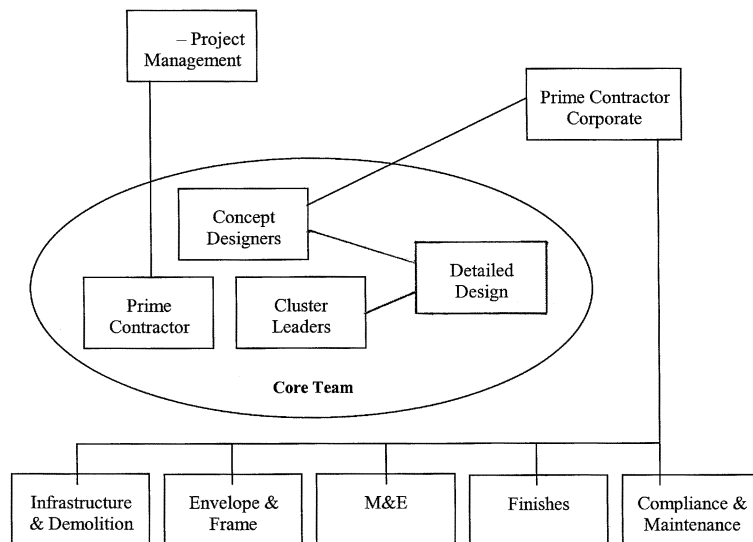 – Project
Management
Prime Contractor
Corporate
Concept
Designers
Detailed
Design
Prime
Contractor
Cluster
Leaders
Core Team
Infrastructure
& Demolition
Envelope &
Frame
M&E
Finishes
Compliance &
Maintenance